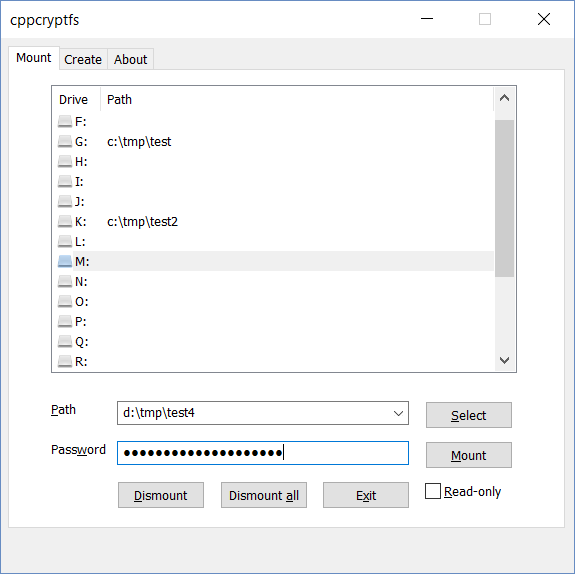 cppcryptfs
Mount Create About
Drive Path
F:
G: c:\tmp\test
H:
I:
J:
K: c:\tmp\test2
L:
M:
N:
O:
P:
Q:
R:
Path d:\tmp\test4 Select
Password ●●●●●●●●●●●●●●●●●●●● Mount
Dismount Dismount all Exit Read-only